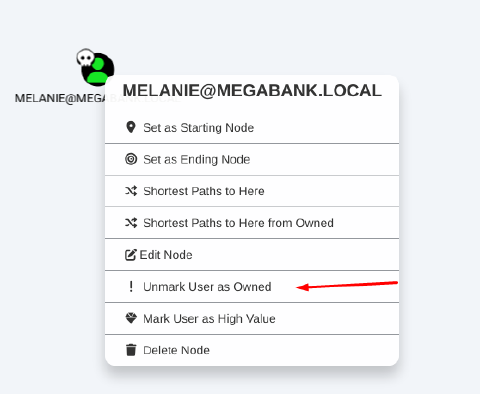 MELANIE@MEGABANK.LOCAL
MELANIE@MEGA
Set as Starting Node
Set as Ending Node
Shortest Paths to Here
Shortest Paths to Here from Owned
Edit Node
Unmark User as Owned
Mark User as High Value
Delete Node